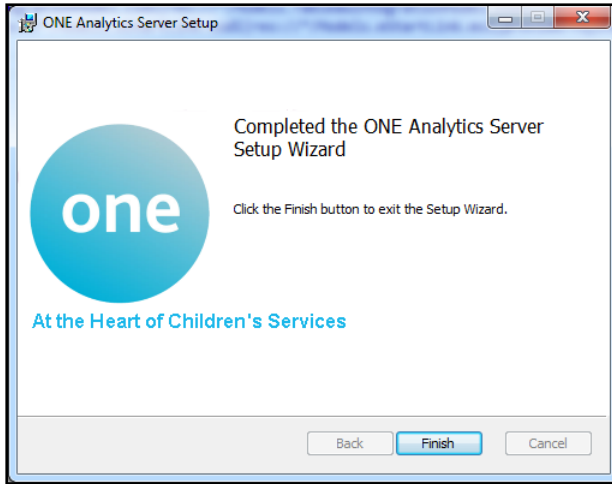 ONE Analytics Server Setup
Completed the ONE Analytics Server
Setup Wizard
one
Click the Finish button to exit the Setup Wizard.
At the Heart of Children's Services
Back
Finish
Cancel